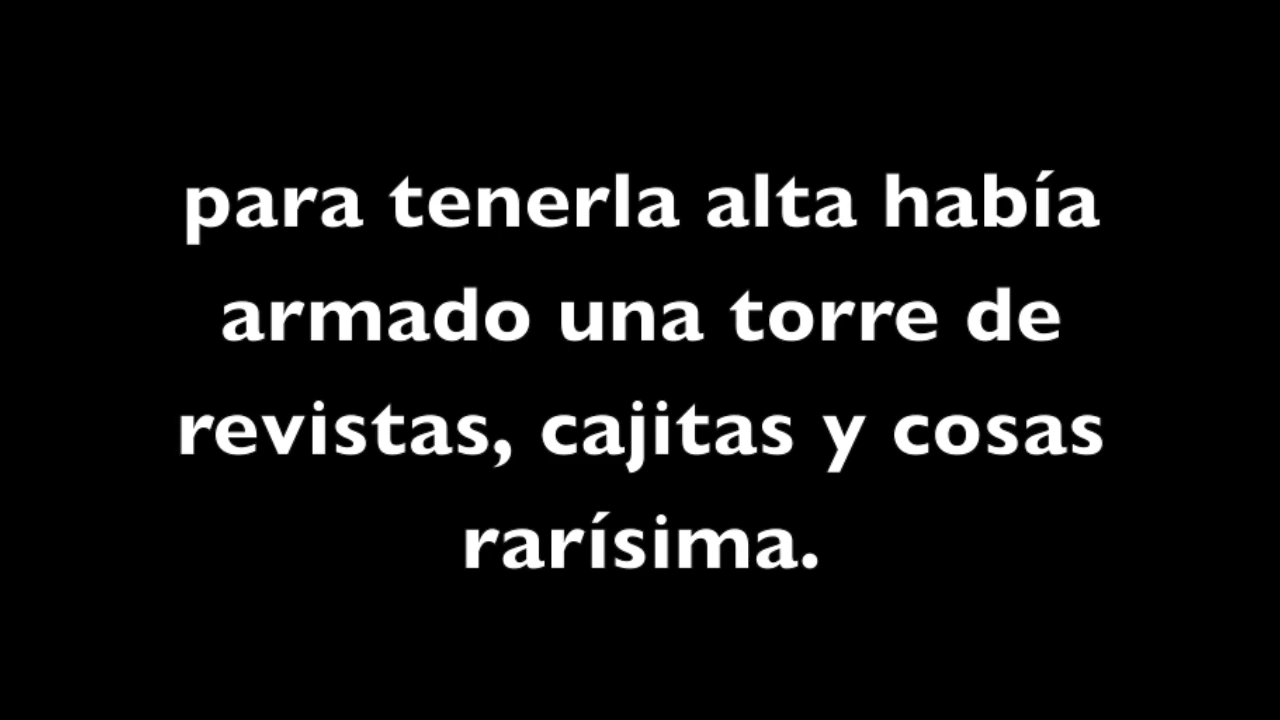 para tenerla alta había
armado una torre de
revistas, cajitas y cosas
rarísima.